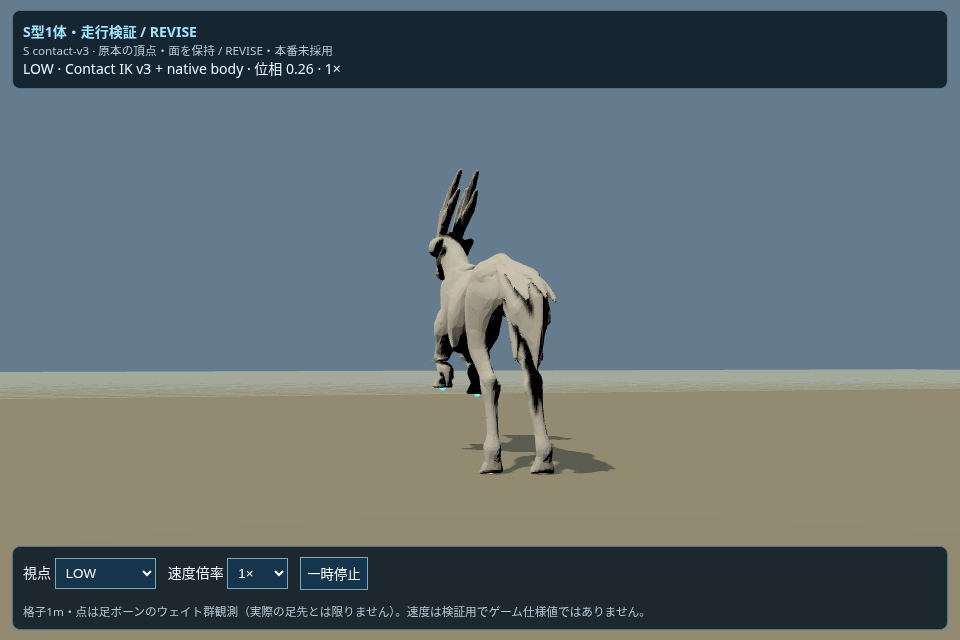 S型1体・走行検証 / REVISE
S contact-v3 · 原本の頂点・面を保持 / REVISE・本番未採用
LOW · Contact IK v3 + native body · 位相 0.26 · 1×
視点 LOW 速度倍率 1× 一時停止
格子1m・点は足ボーンのウェイト群観測（実際の足先とは限りません）。速度は検証用でゲーム仕様値ではありません。